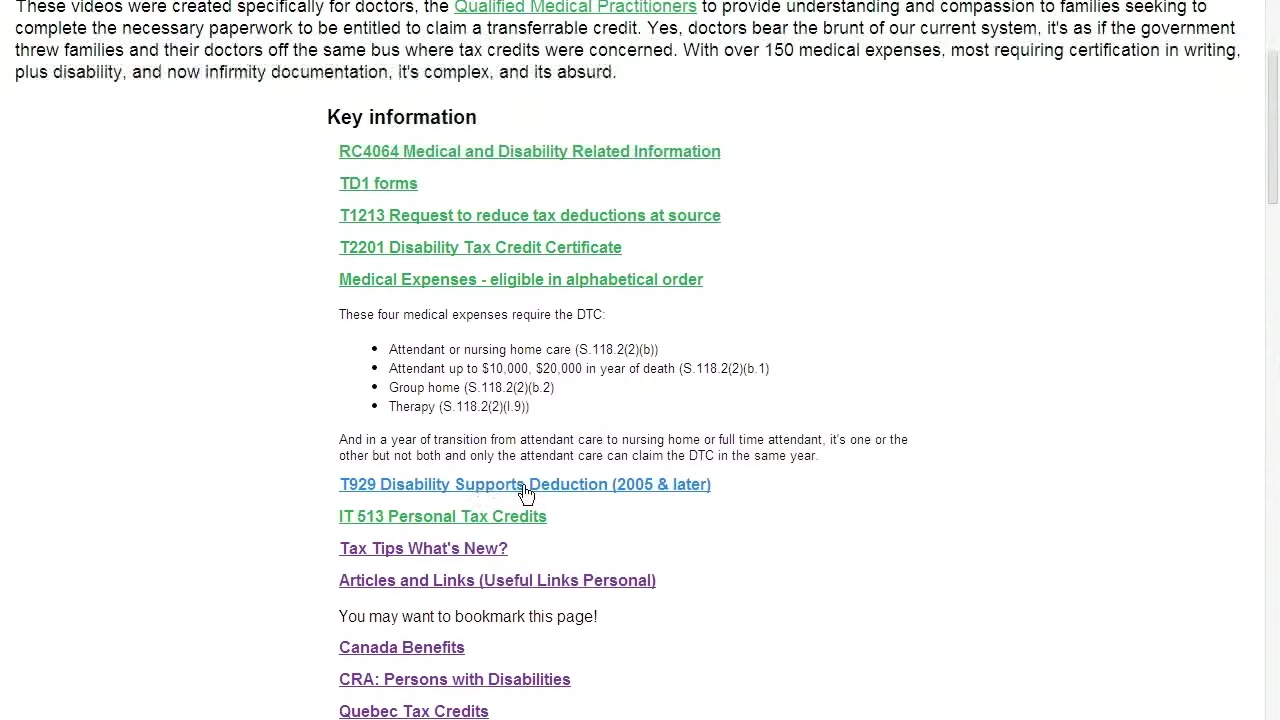 These videos were created specifically for doctors, the Qualified Medical Practitioners to provide understanding and compassion to families seeking to
complete the necessary paperwork to be entitled to claim a transferrable credit. Yes, doctors bear the brunt of our current system, it's as if the government
threw families and their doctors off the same bus where tax credits were concerned. With over 150 medical expenses, most requiring certification in writing,
plus disability, and now infirmity documentation, it's complex, and its absurd.
Key information
RC4064 Medical and Disability Related Information
TD1 forms
T1213 Request to reduce tax deductions at source
T2201 Disability Tax Credit Certificate
Medical Expenses - eligible in alphabetical order
These four medical expenses require the DTC:
Attendant or nursing home care (S.118.2(2)(b))
Attendant up to $10,000, $20,000 in year of death (S.118.2(2)(b.1)
Group home (S.118.2(2)(b.2)
Therapy (S.118.2(2)(l.9))
And in a year of transition from attendant care to nursing home or full time attendant, it's one or the
other but not both and only the attendant care can claim the DTC in the same year.
T929 Disability Supports Deduction (2005 & later)
IT 513 Personal Tax Credits
Tax Tips What's New?
Articles and Links (Useful Links Personal)
You may want to bookmark this page!
Canada Benefits
CRA: Persons with Disabilities
Quebec Tax Credits